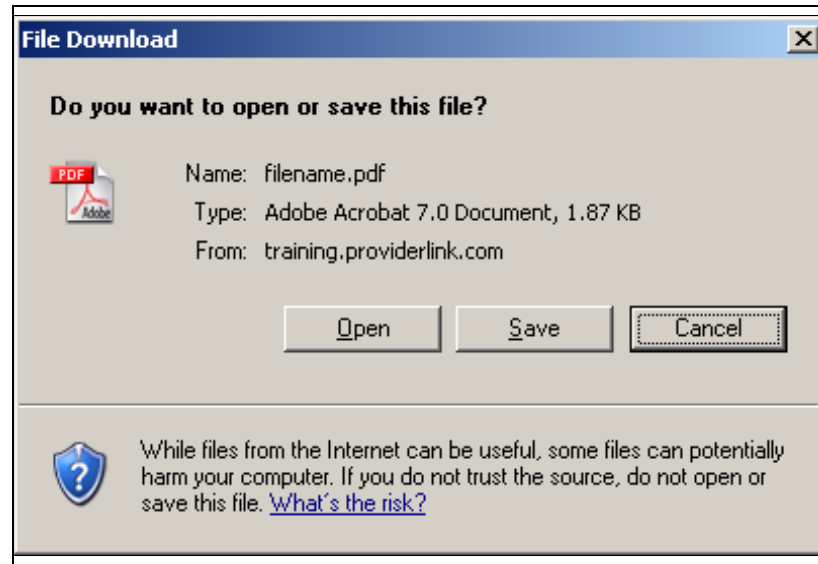 File Download
Do you want to open or save this file?
PDF
Adobe
Name: filename.pdf
Type: Adobe Acrobat 7.0 Document, 1.87 KB
From: training.providerlink.com
Open Save Cancel
While files from the Internet can be useful, some files can potentially
harm your computer. If you do not trust the source, do not open or
save this file. What's the risk?